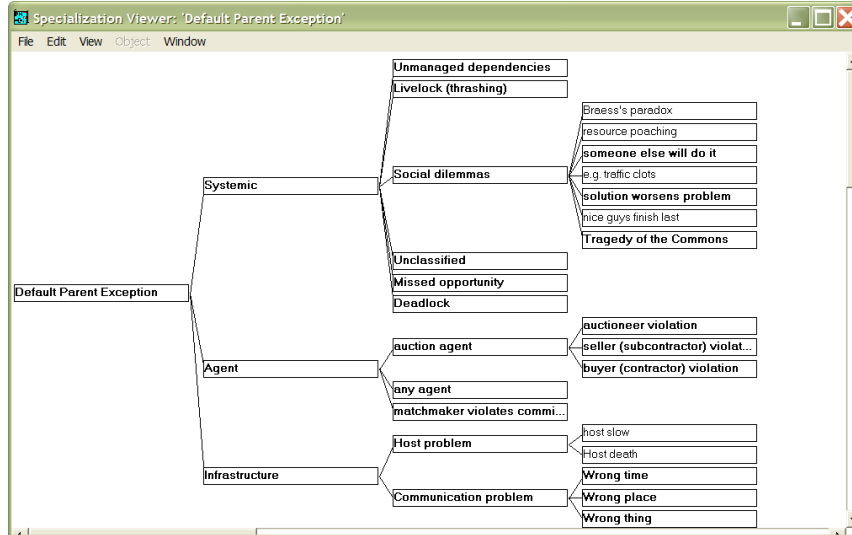 Specialization Viewer: 'Default Parent Exception'
File Edit View Object Window
Unmanaged dependencies
Livelock (thrashing)
Braess's paradox
resource poaching
someone else will do it
Social dilemmas
e.g. traffic clots
Systemic
solution worsens problem
nice guys finish last
Tragedy of the Commons
Unclassified
Missed opportunity
Default Parent Exception
Deadlock
auctioneer violation
auction agent
seller (subcontractor) violat...
Agent
buyer (contractor) violation
any agent
matchmaker violates commi...
host slow
Host problem
Host death
Infrastructure
Wrong time
Communication problem
Wrong place
Wrong thing